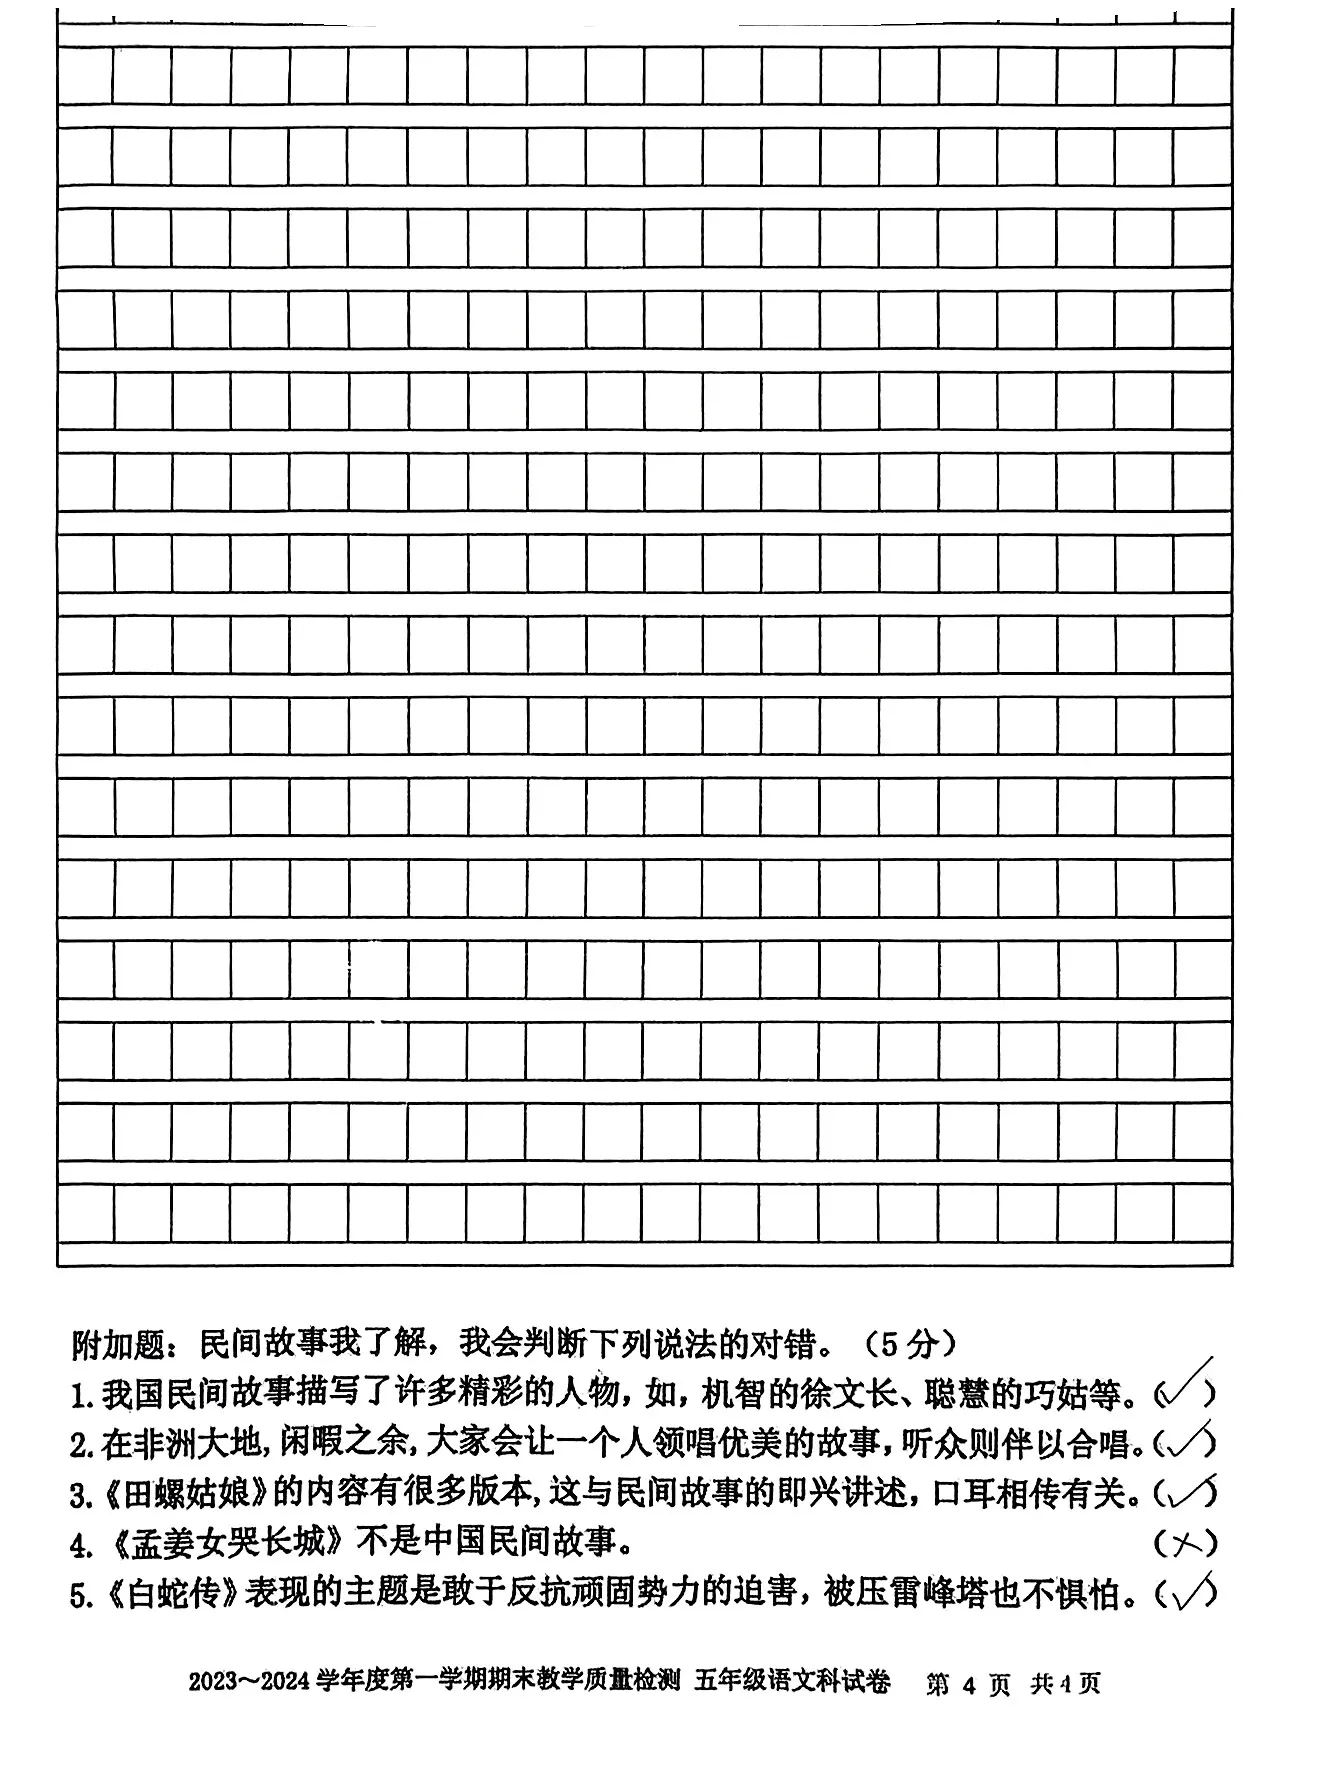 附加题：民间故事我了解，我会判断下列说法的对错。（5 分）
1.我国民间故事描写了许多精彩的人物，如，机智的徐文长、聪慧的巧姑等。（✓）
2.在非洲大地,闲暇之余,大家会让一个人领唱优美的故事，听众则伴以合唱。（✓）
3.《田螺姑娘》的内容有很多版本,这与民间故事的即兴讲述，口耳相传有关。（✓）
4.《孟姜女哭长城》不是中国民间故事。（×）
5.《白蛇传》表现的主题是敢于反抗顽固势力的迫害，被压雷峰塔也不惧怕。（✓）
2023～2024 学年度第一学期期末教学质量检测 五年级语文科试卷 第 4 页 共 4 页